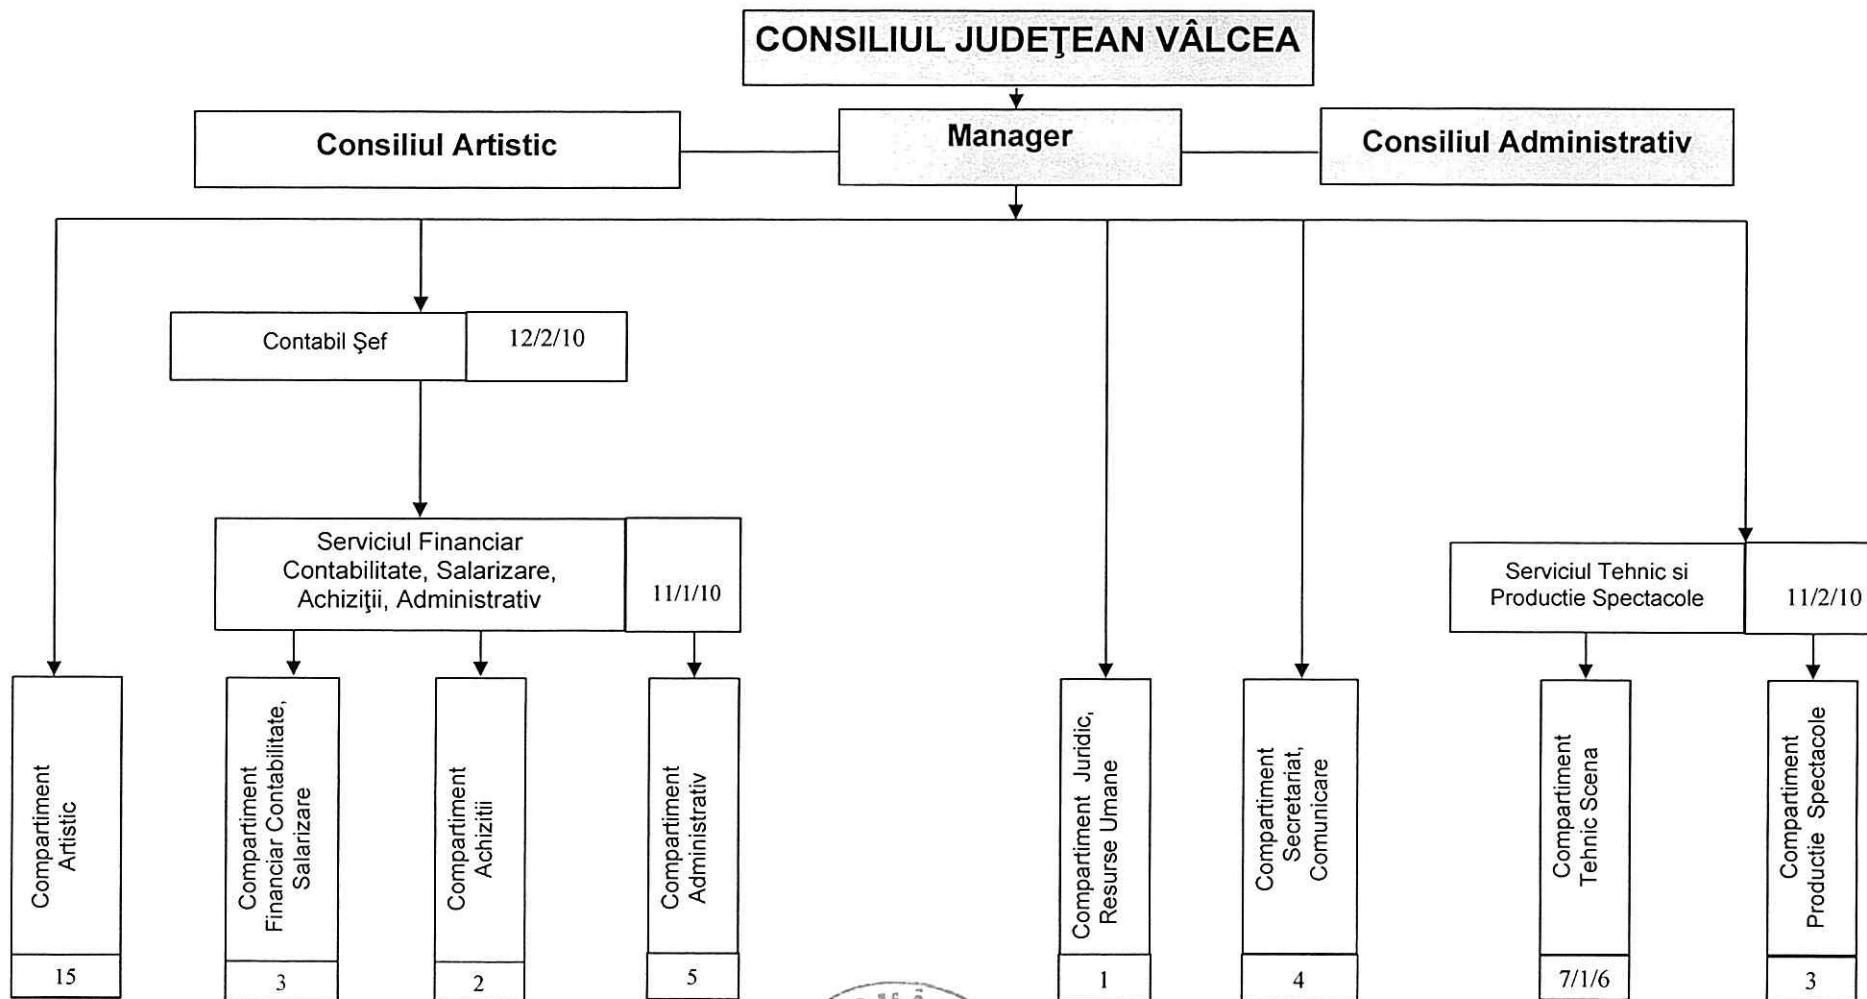 CONSILIUL JUDEŢEAN VÂLCEA
Consiliul Artistic
Manager
Consiliul Administrativ
Contabil Şef
12/2/10
Serviciul Financiar
Contabilitate, Salarizare,
Achiziţii, Administrativ
11/1/10
Serviciul Tehnic si
Productie Spectacole
11/2/10
Compartiment
Artistic
15
Compartiment
Financiar Contabilitate,
Salarizare
3
Compartiment
Achizitii
2
Compartiment
Administrativ
5
Compartiment Juridic,
Resurse Umane
1
Compartiment
Secretariat,
Comunicare
4
Compartiment
Tehnic Scena
7/1/6
Compartiment
Productie Spectacole
3